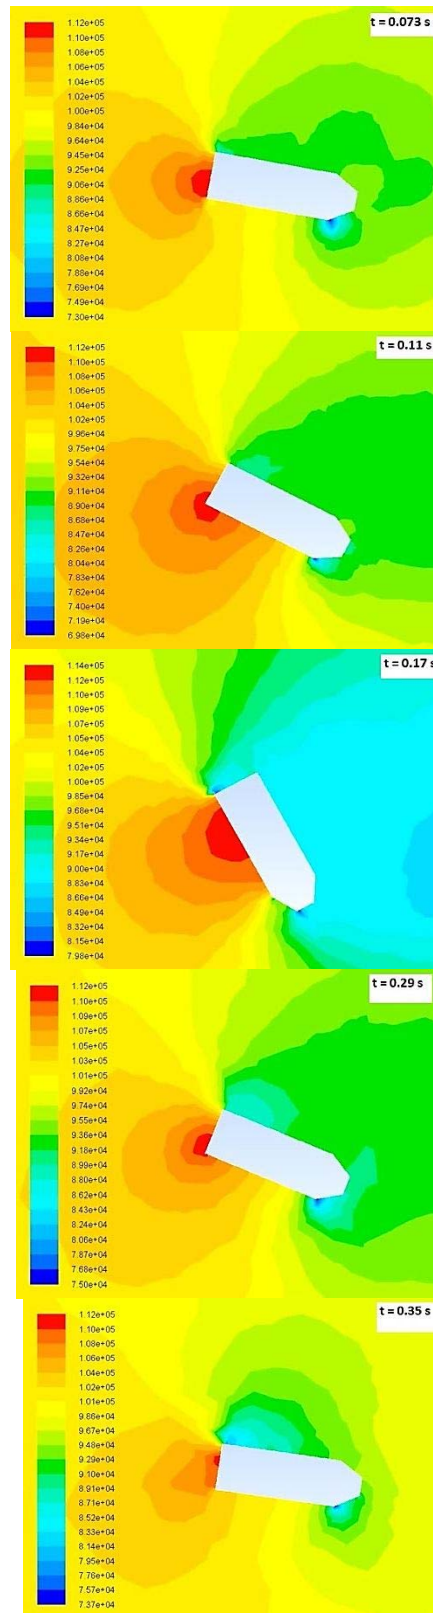 t = 0.073 s
1.12e+05
1.10e+05
1.08e+05
1.06e+05
1.04e+05
1.02e+05
1.00e+05
9.84e+04
9.64e+04
9.45e+04
9.25e+04
9.06e+04
8.86e+04
8.66e+04
8.47e+04
8.27e+04
8.08e+04
7.88e+04
7.69e+04
7.49e+04
7.30e+04
t = 0.11 s
1.12e+05
1.10e+05
1.08e+05
1.06e+05
1.04e+05
1.02e+05
9.96e+04
9.75e+04
9.54e+04
9.32e+04
9.11e+04
8.90e+04
8.68e+04
8.47e+04
8.26e+04
8.04e+04
7.83e+04
7.62e+04
7.40e+04
7.19e+04
6.98e+04
t = 0.17 s
1.14e+05
1.12e+05
1.10e+05
1.09e+05
1.07e+05
1.05e+05
1.04e+05
1.02e+05
1.00e+05
9.85e+04
9.68e+04
9.51e+04
9.34e+04
9.17e+04
9.00e+04
8.83e+04
8.66e+04
8.49e+04
8.32e+04
8.15e+04
7.98e+04
t = 0.29 s
1.12e+05
1.10e+05
1.09e+05
1.07e+05
1.05e+05
1.03e+05
1.01e+05
9.92e+04
9.74e+04
9.55e+04
9.36e+04
9.18e+04
8.99e+04
8.80e+04
8.62e+04
8.43e+04
8.24e+04
8.06e+04
7.87e+04
7.68e+04
7.50e+04
t = 0.35 s
1.12e+05
1.10e+05
1.08e+05
1.06e+05
1.04e+05
1.02e+05
1.01e+05
9.86e+04
9.67e+04
9.48e+04
9.29e+04
9.10e+04
8.91e+04
8.71e+04
8.52e+04
8.33e+04
8.14e+04
7.95e+04
7.76e+04
7.57e+04
7.37e+04